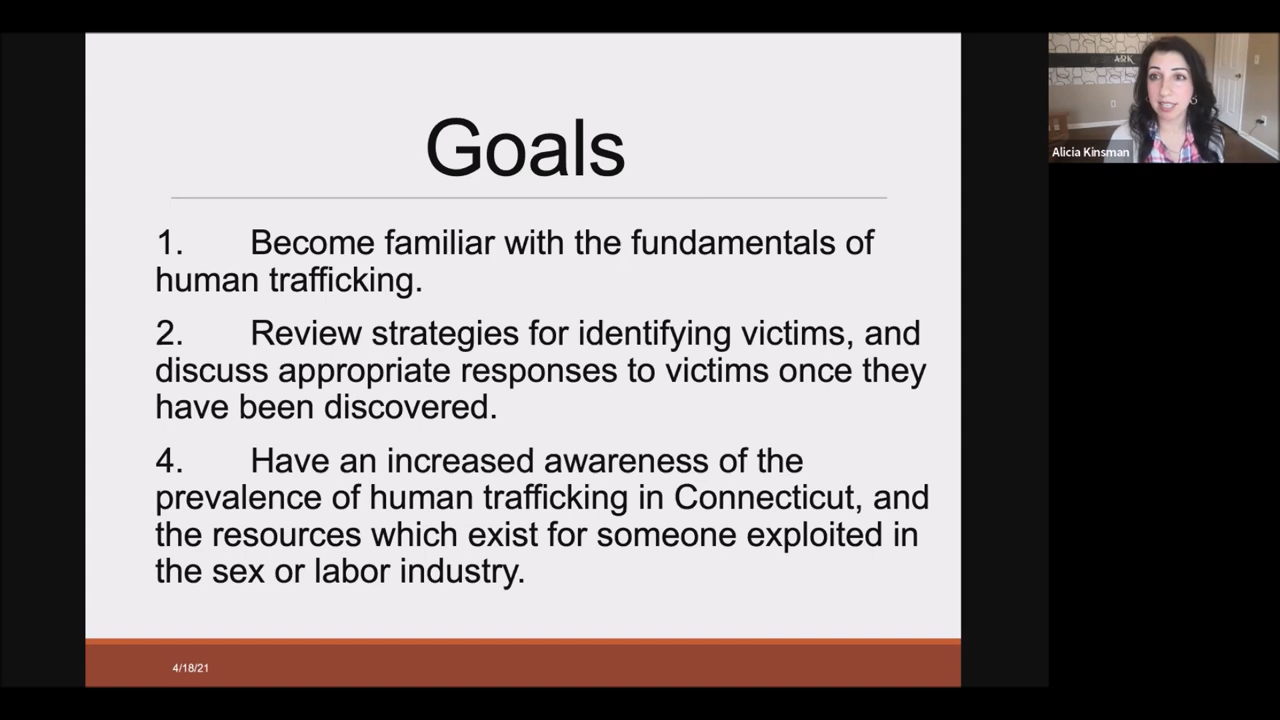 Goals
1. Become familiar with the fundamentals of
human trafficking.
2. Review strategies for identifying victims, and
discuss appropriate responses to victims once they
have been discovered.
4. Have an increased awareness of the
prevalence of human trafficking in Connecticut, and
the resources which exist for someone exploited in
the sex or labor industry.
4/18/21
ARK
Alicia Kinsman